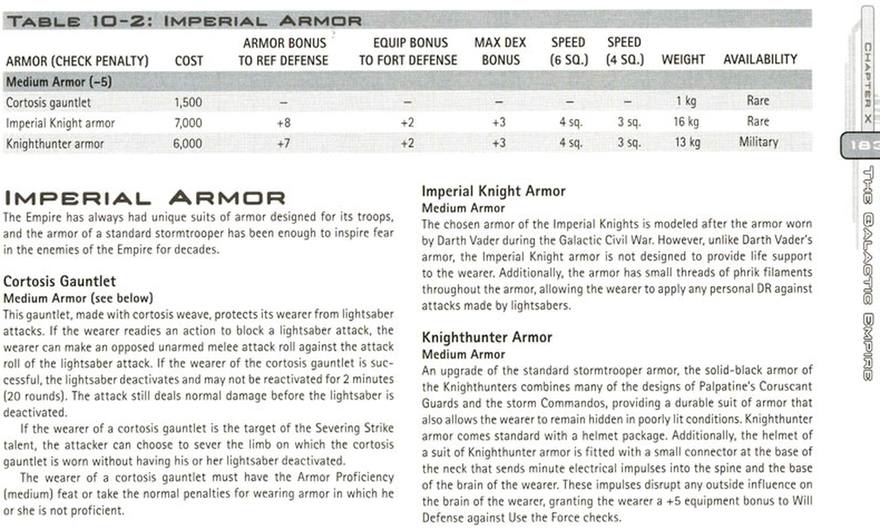 TABLE 10-2: IMPERIAL ARMOR
ARMOR (CHECK PENALTY) COST ARMOR BONUS TO REF DEFENSE EQUIP BONUS TO FORT DEFENSE MAX DEX BONUS SPEED (6 SQ.) SPEED (4 SQ.) WEIGHT AVAILABILITY
Medium Armor (–5)
Cortosis gauntlet 1,500 – – – – – 1 kg Rare
Imperial Knight armor 7,000 +8 +2 +3 4 sq. 3 sq. 16 kg Rare
Knighthunter armor 6,000 +7 +2 +3 4 sq. 3 sq. 13 kg Military
IMPERIAL ARMOR
The Empire has always had unique suits of armor designed for its troops,
and the armor of a standard stormtrooper has been enough to inspire fear
in the enemies of the Empire for decades.
Cortosis Gauntlet
Medium Armor (see below)
This gauntlet, made with cortosis weave, protects its wearer from lightsaber
attacks. If the wearer readies an action to block a lightsaber attack, the
wearer can make an opposed unarmed melee attack roll against the attack
roll of the lightsaber attack. If the wearer of the cortosis gauntlet is suc-
cessful, the lightsaber deactivates and may not be reactivated for 2 minutes
(20 rounds). The attack still deals normal damage before the lightsaber is
deactivated.
If the wearer of a cortosis gauntlet is the target of the Severing Strike
talent, the attacker can choose to sever the limb on which the cortosis
gauntlet is worn without having his or her lightsaber deactivated.
The wearer of a cortosis gauntlet must have the Armor Proficiency
(medium) feat or take the normal penalties for wearing armor in which he
or she is not proficient.
Imperial Knight Armor
Medium Armor
The chosen armor of the Imperial Knights is modeled after the armor worn
by Darth Vader during the Galactic Civil War. However, unlike Darth Vader's
armor, the Imperial Knight armor is not designed to provide life support
to the wearer. Additionally, the armor has small threads of phrik filaments
throughout the armor, allowing the wearer to apply any personal DR against
attacks made by lightsabers.
Knighthunter Armor
Medium Armor
An upgrade of the standard stormtrooper armor, the solid-black armor of
the Knighthunters combines many of the designs of Palpatine's Coruscant
Guards and the storm Commandos, providing a durable suit of armor that
also allows the wearer to remain hidden in poorly lit conditions. Knighthunter
armor comes standard with a helmet package. Additionally, the helmet of
a suit of Knighthunter armor is fitted with a small connector at the base of
the neck that sends minute electrical impulses into the spine and the base
of the brain of the wearer. These impulses disrupt any outside influence on
the brain of the wearer, granting the wearer a +5 equipment bonus to Will
Defense against Use the Force checks.
CHAPTER X
183
THE GALACTIC EMPIRE